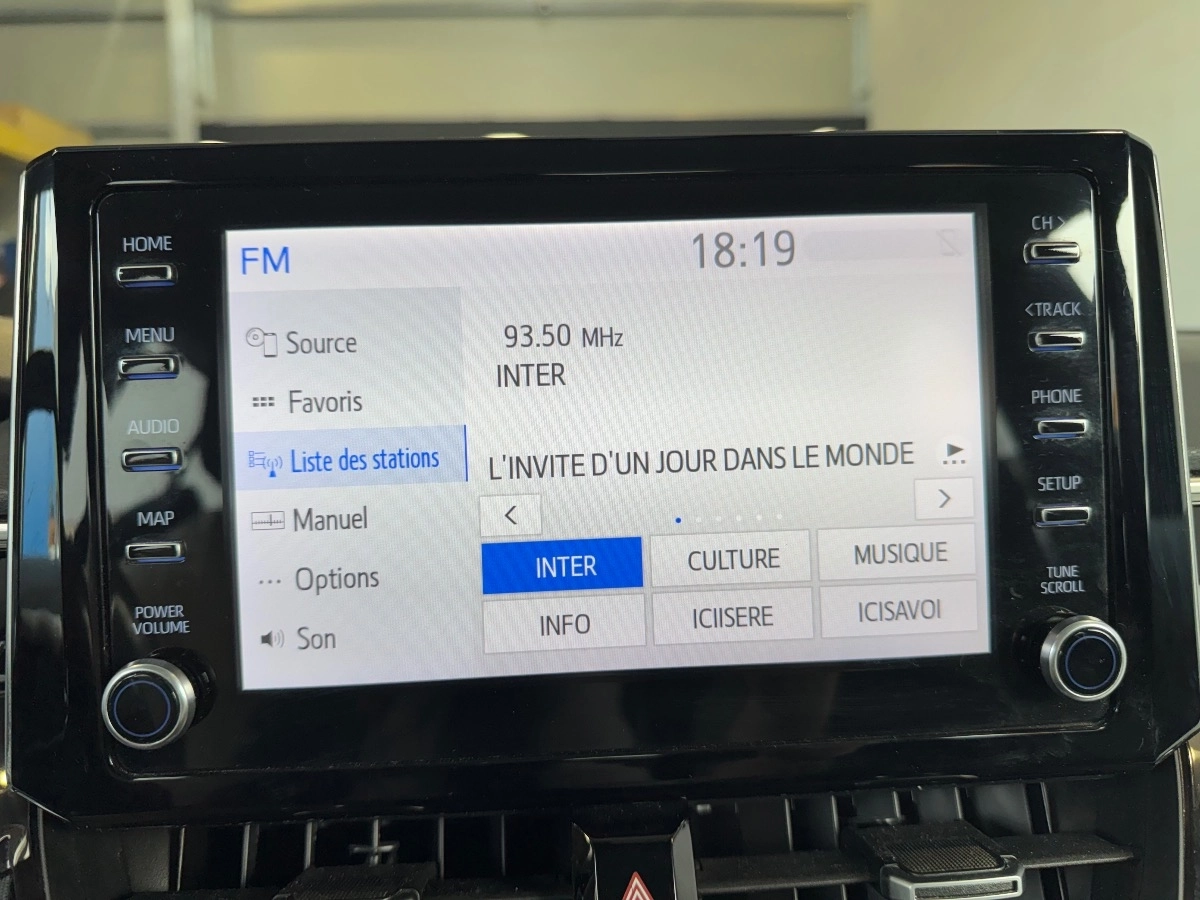 HOME
MENU
AUDIO
MAP
POWER
VOLUME
FM
18:19
Source
Favoris
Liste des stations
Manuel
Options
Son
93.50 MHz
INTER
L'INVITE D'UN JOUR DANS LE MONDE
<
>
INTER
CULTURE
MUSIQUE
INFO
ICIISERE
ICISAVOI
CH >
<TRACK
PHONE
SETUP
TUNE
SCROLL